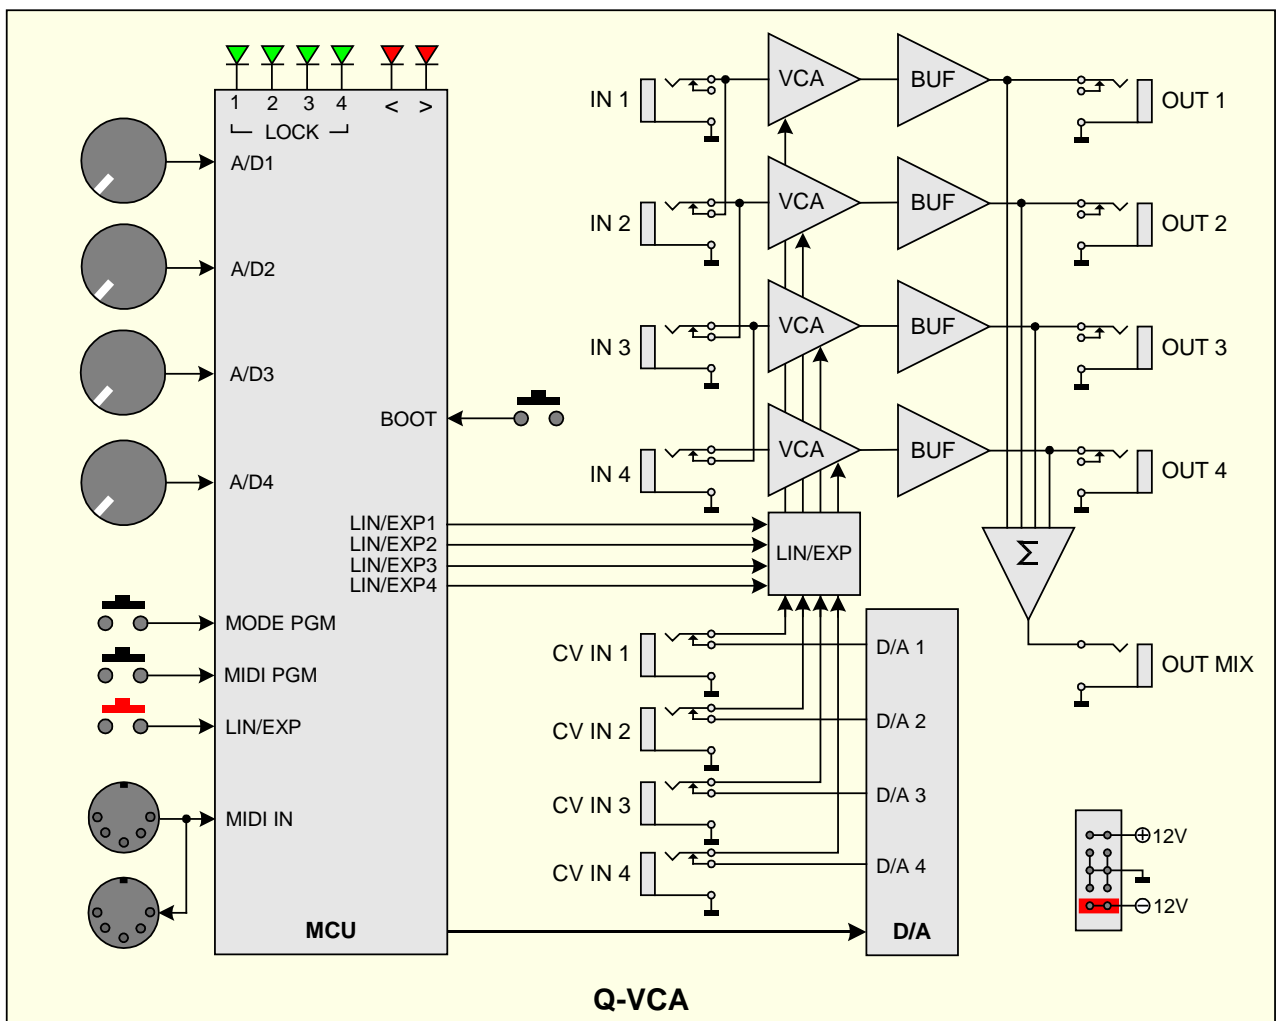 1 2 3 4 < >
LOCK
A/D1
A/D2
A/D3
A/D4
BOOT
LIN/EXP1
LIN/EXP2
LIN/EXP3
LIN/EXP4
MODE PGM
MIDI PGM
LIN/EXP
MIDI IN
MCU
IN 1
VCA
BUF
OUT 1
IN 2
VCA
BUF
OUT 2
IN 3
VCA
BUF
OUT 3
IN 4
VCA
BUF
OUT 4
LIN/EXP
Σ
OUT MIX
CV IN 1
D/A 1
CV IN 2
D/A 2
CV IN 3
D/A 3
CV IN 4
D/A 4
D/A
+12V
−12V
Q-VCA